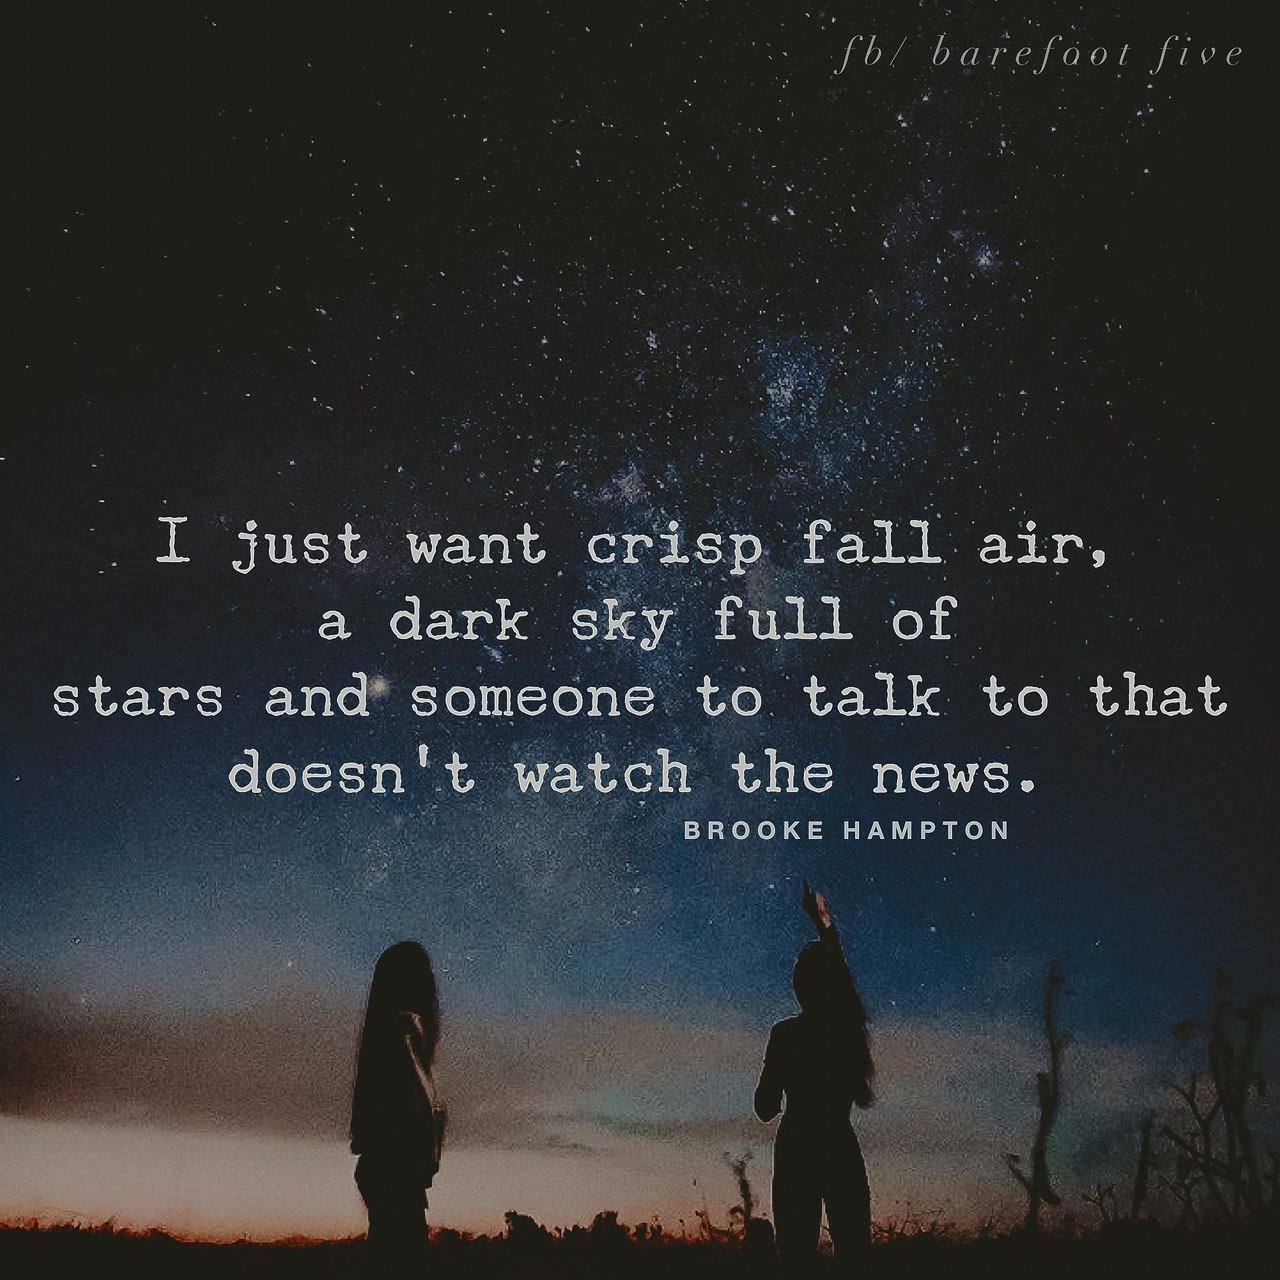 fb/ barefoot five
I just want crisp fall air,
a dark sky full of
stars and someone to talk to that
doesn't watch the news.
BROOKE HAMPTON